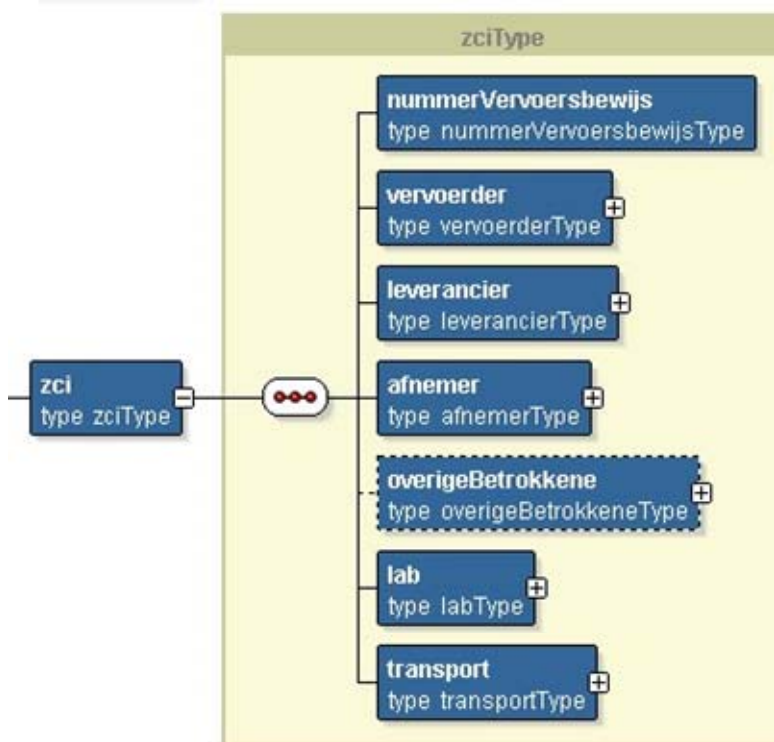 zciType
nummerVervoersbewijs
type nummerVervoersbewijsType
vervoerder
type vervoerderType
leverancier
type leverancierType
zci
type zciType
afnemer
type afnemerType
overigeBetrokkene
type overigeBetrokkeneType
lab
type labType
transport
type transportType